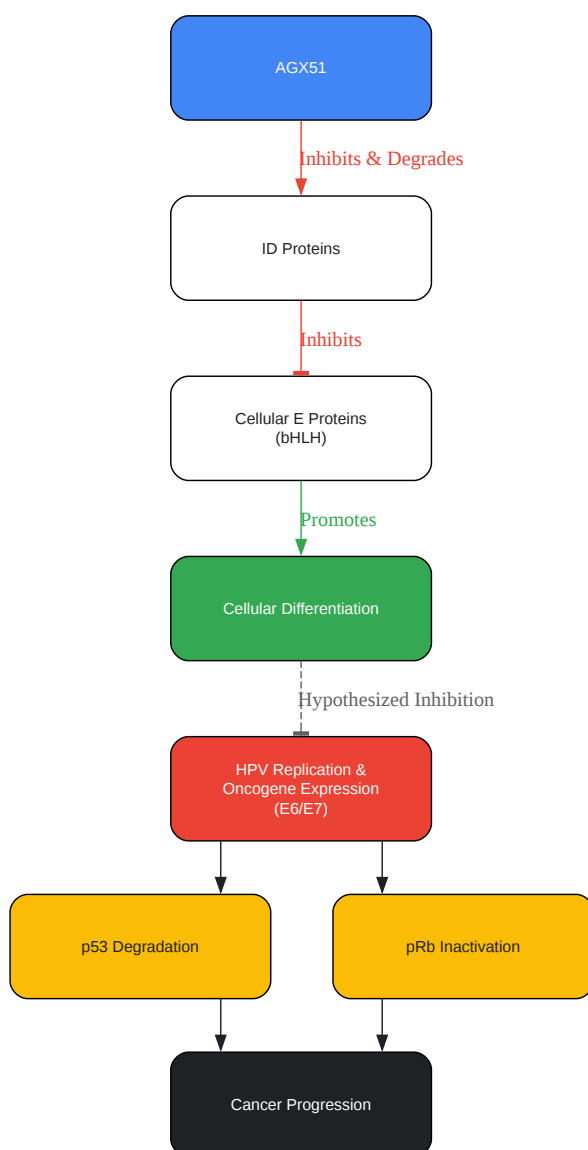 AGX51
Inhibits & Degrades
ID Proteins
Inhibits
Cellular E Proteins
(bHLH)
Promotes
Cellular Differentiation
Hypothesized Inhibition
HPV Replication &
Oncogene Expression
(E6/E7)
p53 Degradation
pRb Inactivation
Cancer Progression